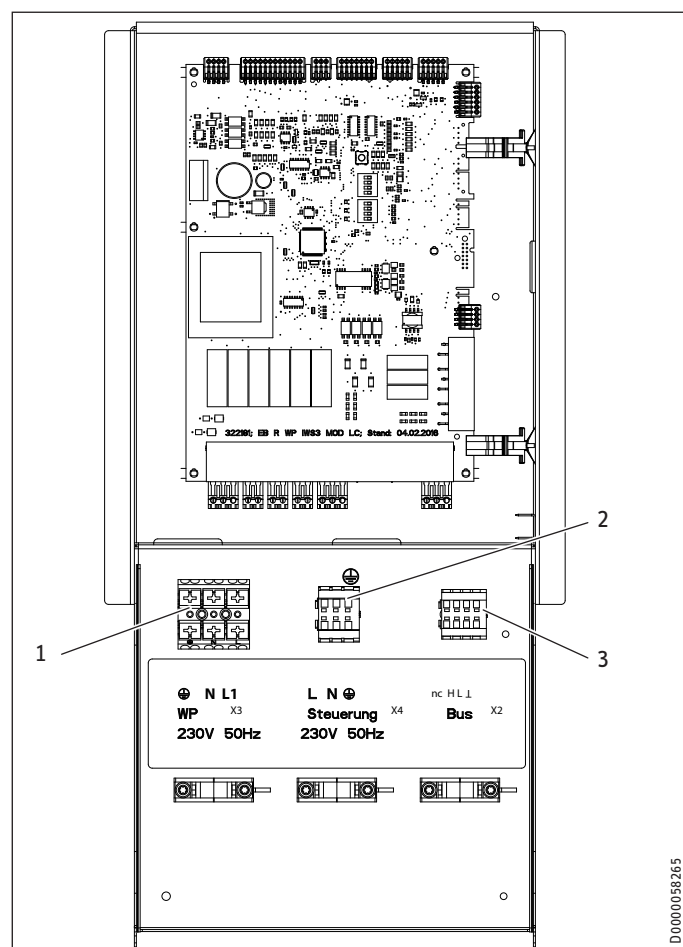 322191; EB R WP IWS3 MOD LC; Stand: 04.02.2016
2
1
3
⏚ N L1
WP X3
230V 50Hz
L N ⏚
Steuerung X4
230V 50Hz
nc H L ⊥
Bus X2
D0000058265